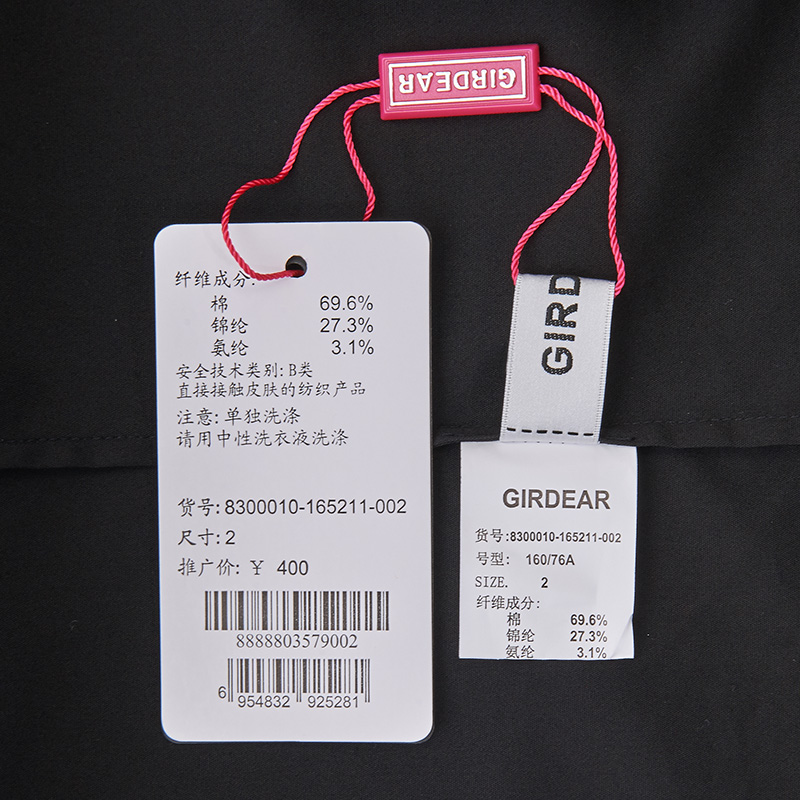 GIRDEAR
纤维成分:
棉 69.6%
锦纶 27.3%
氨纶 3.1%
安全技术类别: B类
直接接触皮肤的纺织产品
注意: 单独洗涤
请用中性洗衣液洗涤
货号: 8300010-165211-002
尺寸: 2
推广价: ¥ 400
8888803579002
6 954832 925281
GIRD
GIRDEAR
货号: 8300010-165211-002
号型: 160/76A
SIZE. 2
纤维成分:
棉 69.6%
锦纶 27.3%
氨纶 3.1%